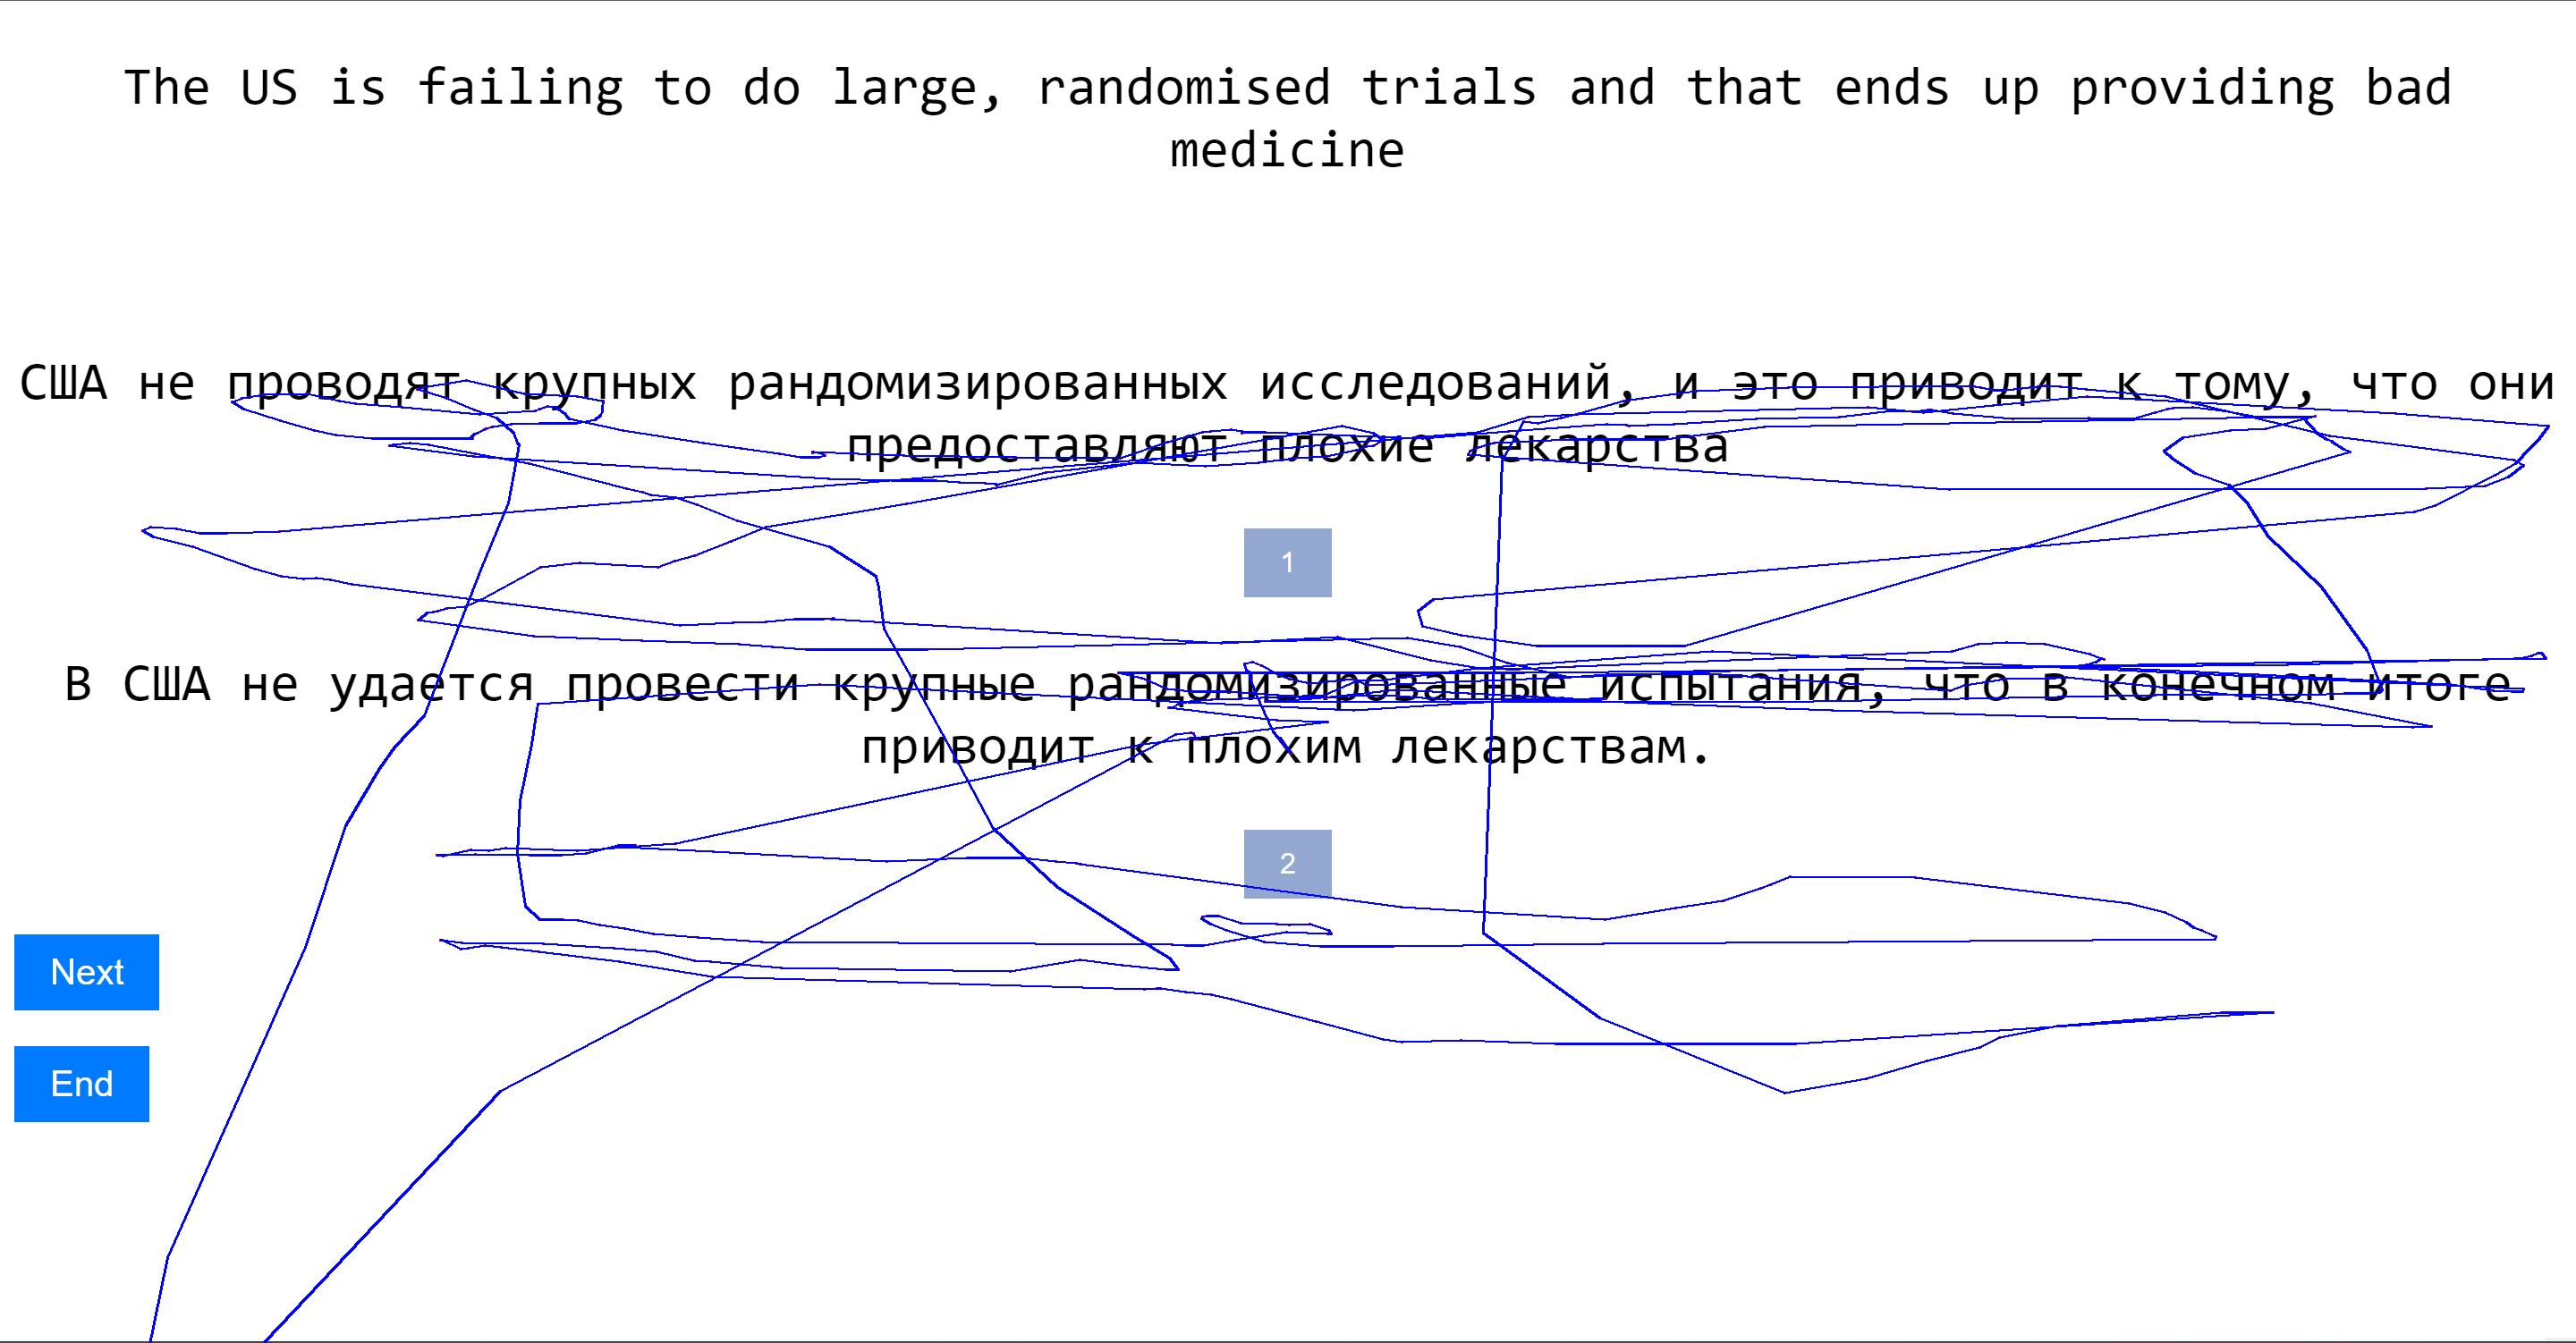 The US is failing to do large, randomised trials and that ends up providing bad
medicine
США не проводят крупных рандомизированных исследований, и это приводит к тому, что они
предоставляют плохие лекарства
1
В США не удается провести крупные рандомизированные испытания, что в конечном итоге
приводит к плохим лекарствам.
2
Next
End